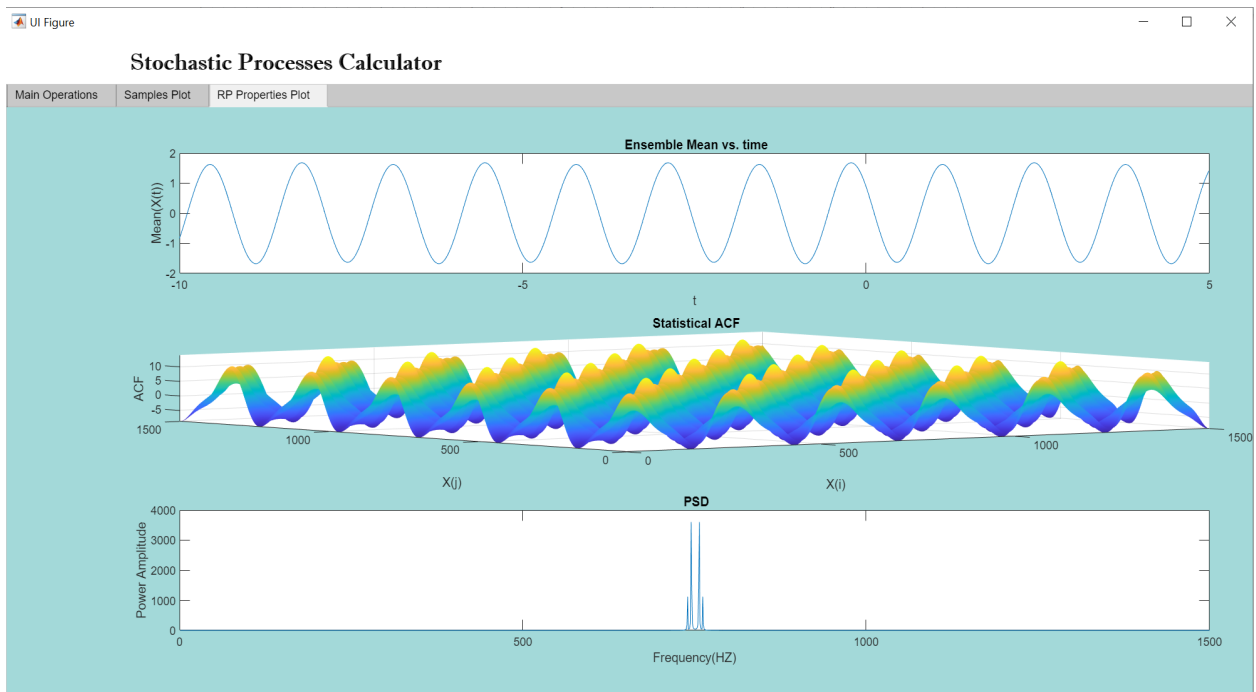 UI Figure
Stochastic Processes Calculator
Main Operations Samples Plot RP Properties Plot
Ensemble Mean vs. time
2
1
0
-1
-2
Mean(X(t))
-10 -5 0 5
t
Statistical ACF
10
5
0
-5
ACF
1500 1000 500 0 0 500 1000 1500
X(j) X(i)
PSD
4000
3000
2000
1000
0
Power Amplitude
0 500 1000 1500
Frequency(HZ)